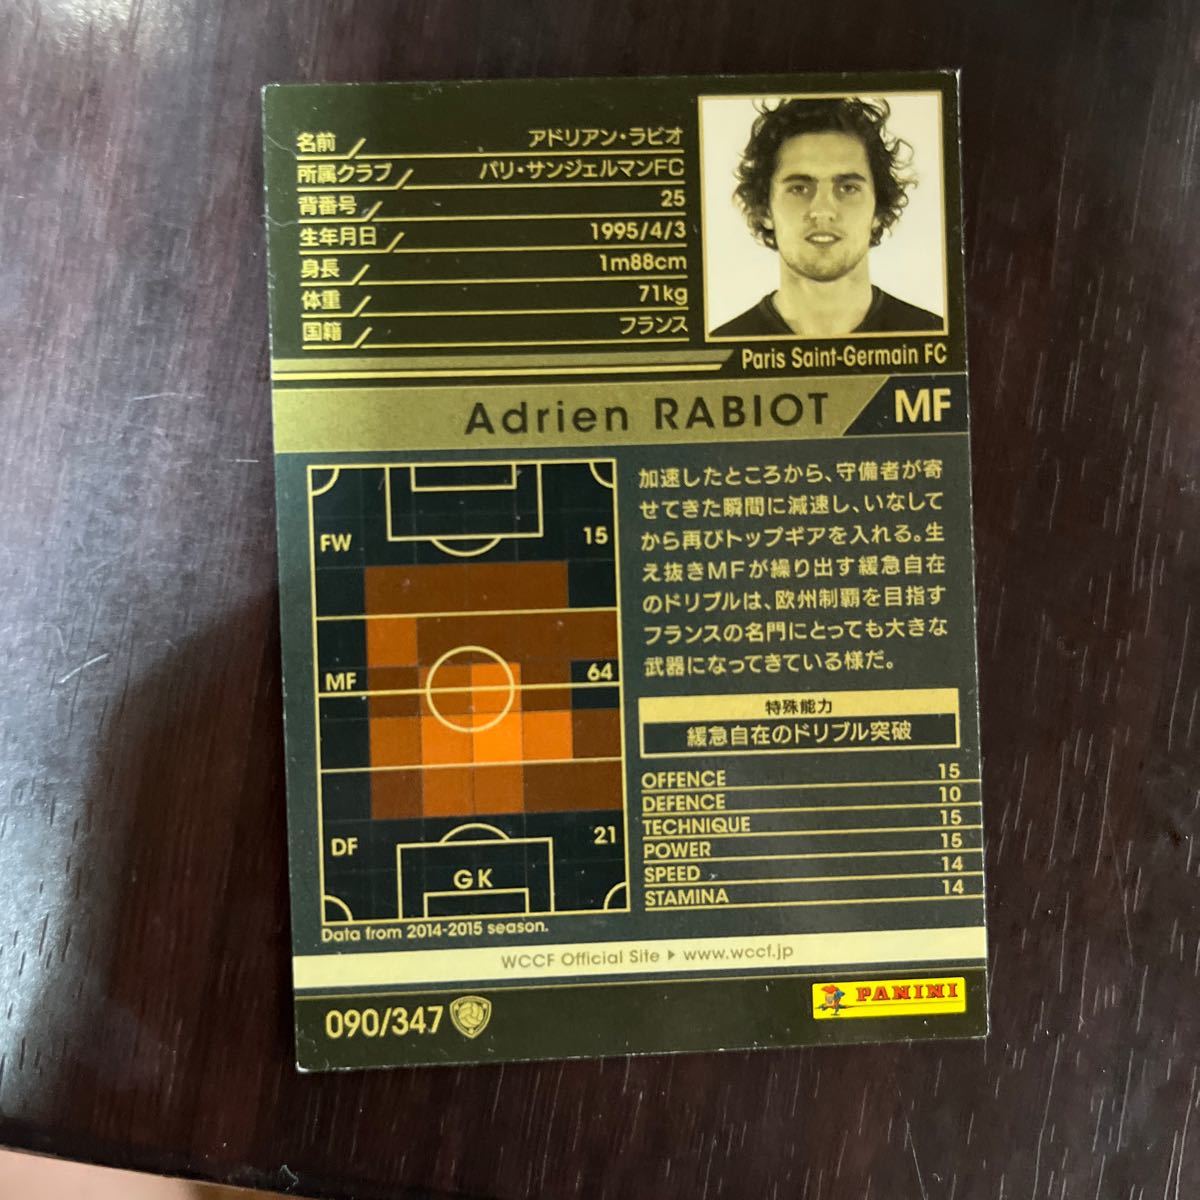 名前 アドリアン・ラビオ
所属クラブ パリ・サンジェルマンFC
背番号 25
生年月日 1995/4/3
身長 1m88cm
体重 71kg
国籍 フランス
Paris Saint-Germain FC
Adrien RABIOT MF
FW 15
MF 64
DF 21
GK
Data from 2014-2015 season.
加速したところから、守備者が寄
せてきた瞬間に減速し、いなして
から再びトップギアを入れる。生
え抜きMFが繰り出す緩急自在
のドリブルは、欧州制覇を目指す
フランスの名門にとっても大きな
武器になってきている様だ。
特殊能力
緩急自在のドリブル突破
OFFENCE 15
DEFENCE 10
TECHNIQUE 15
POWER 15
SPEED 14
STAMINA 14
WCCF Official Site ▶ www.wccf.jp
090/347
PANINI